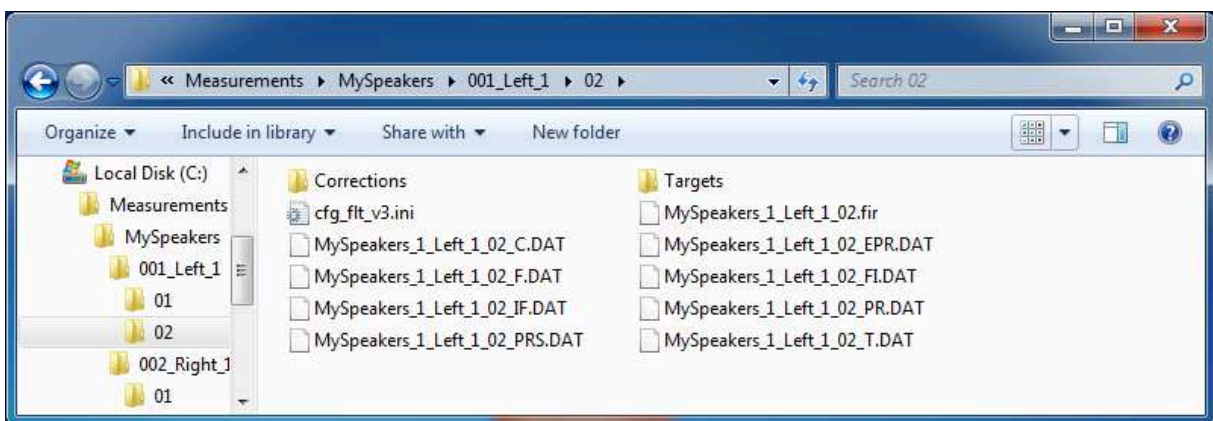 « Measurements ▸ MySpeakers ▸ 001_Left_1 ▸ 02 ▸ Search 02
Organize Include in library Share with New folder
Local Disk (C:)
Measurements
MySpeakers
001_Left_1
01
02
002_Right_1
01
Corrections Targets
cfg_flt_v3.ini MySpeakers_1_Left_1_02.fir
MySpeakers_1_Left_1_02_C.DAT MySpeakers_1_Left_1_02_EPR.DAT
MySpeakers_1_Left_1_02_F.DAT MySpeakers_1_Left_1_02_FI.DAT
MySpeakers_1_Left_1_02_IF.DAT MySpeakers_1_Left_1_02_PR.DAT
MySpeakers_1_Left_1_02_PRS.DAT MySpeakers_1_Left_1_02_T.DAT